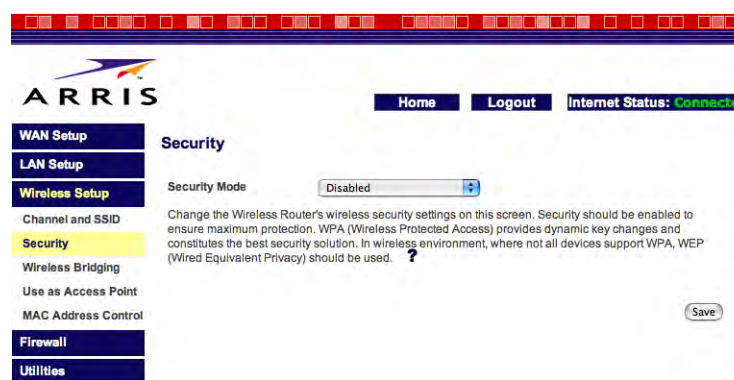 ARRIS
Home Logout Internet Status: Connecte
WAN Setup
LAN Setup
Wireless Setup
Channel and SSID
Security
Wireless Bridging
Use as Access Point
MAC Address Control
Firewall
Utilities
Security
Security Mode Disabled
Change the Wireless Router's wireless security settings on this screen. Security should be enabled to
ensure maximum protection. WPA (Wireless Protected Access) provides dynamic key changes and
constitutes the best security solution. In wireless environment, where not all devices support WPA, WEP
(Wired Equivalent Privacy) should be used. ?
Save